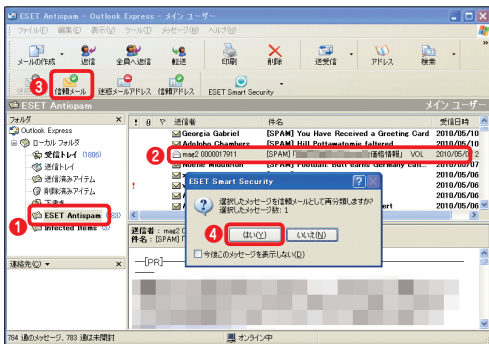 ESET Antispam - Outlook Express - メイン ユーザー
ファイル(F) 編集(E) 表示(V) ツール(T) メッセージ(M) ヘルプ(H)
メールの作成 返信 全員へ返信 転送 印刷 削除 送受信 アドレス 検索
3
信頼メール 迷惑メールアドレス 信頼アドレス ESET Smart Security
ESET Antispam メイン ユーザー
フォルダ
Outlook Express
ローカル フォルダ
受信トレイ (1806)
送信トレイ
送信済みアイテム
削除済みアイテム
下書き
1
ESET Antispam
Infected Items (3)
連絡先(C)
送信者 件名 受信日時
Georgia Gabriel [SPAM] You Have Received a Greeting Card 2010/05/10
Adolpho Chambers [SPAM] Hill Pottawatomie faltered 2010/05/10
2
mag2 0000017911 [SPAM] 価格情報」 VOL 2010/05/0
Noelle Middleton
2010/05/06
2010/05/06
2010/05/06
ESET Smart Security
選択したメッセージを信頼メールとして再分類しますか?
選択したメッセージ数: 1
4
はい(Y) いいえ(N)
今後このメッセージを表示しない(D)
送信者: mag2
件名: [SPAM]
―[PR]―
784 通のメッセージ、783 通は未開封
オンライン中